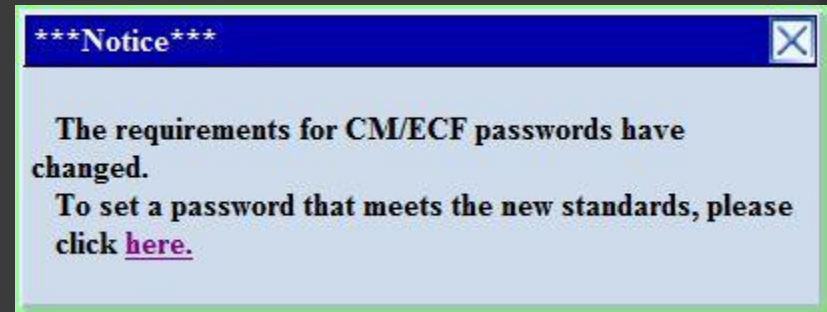 ***Notice***
The requirements for CM/ECF passwords have
changed.
To set a password that meets the new standards, please
click here.